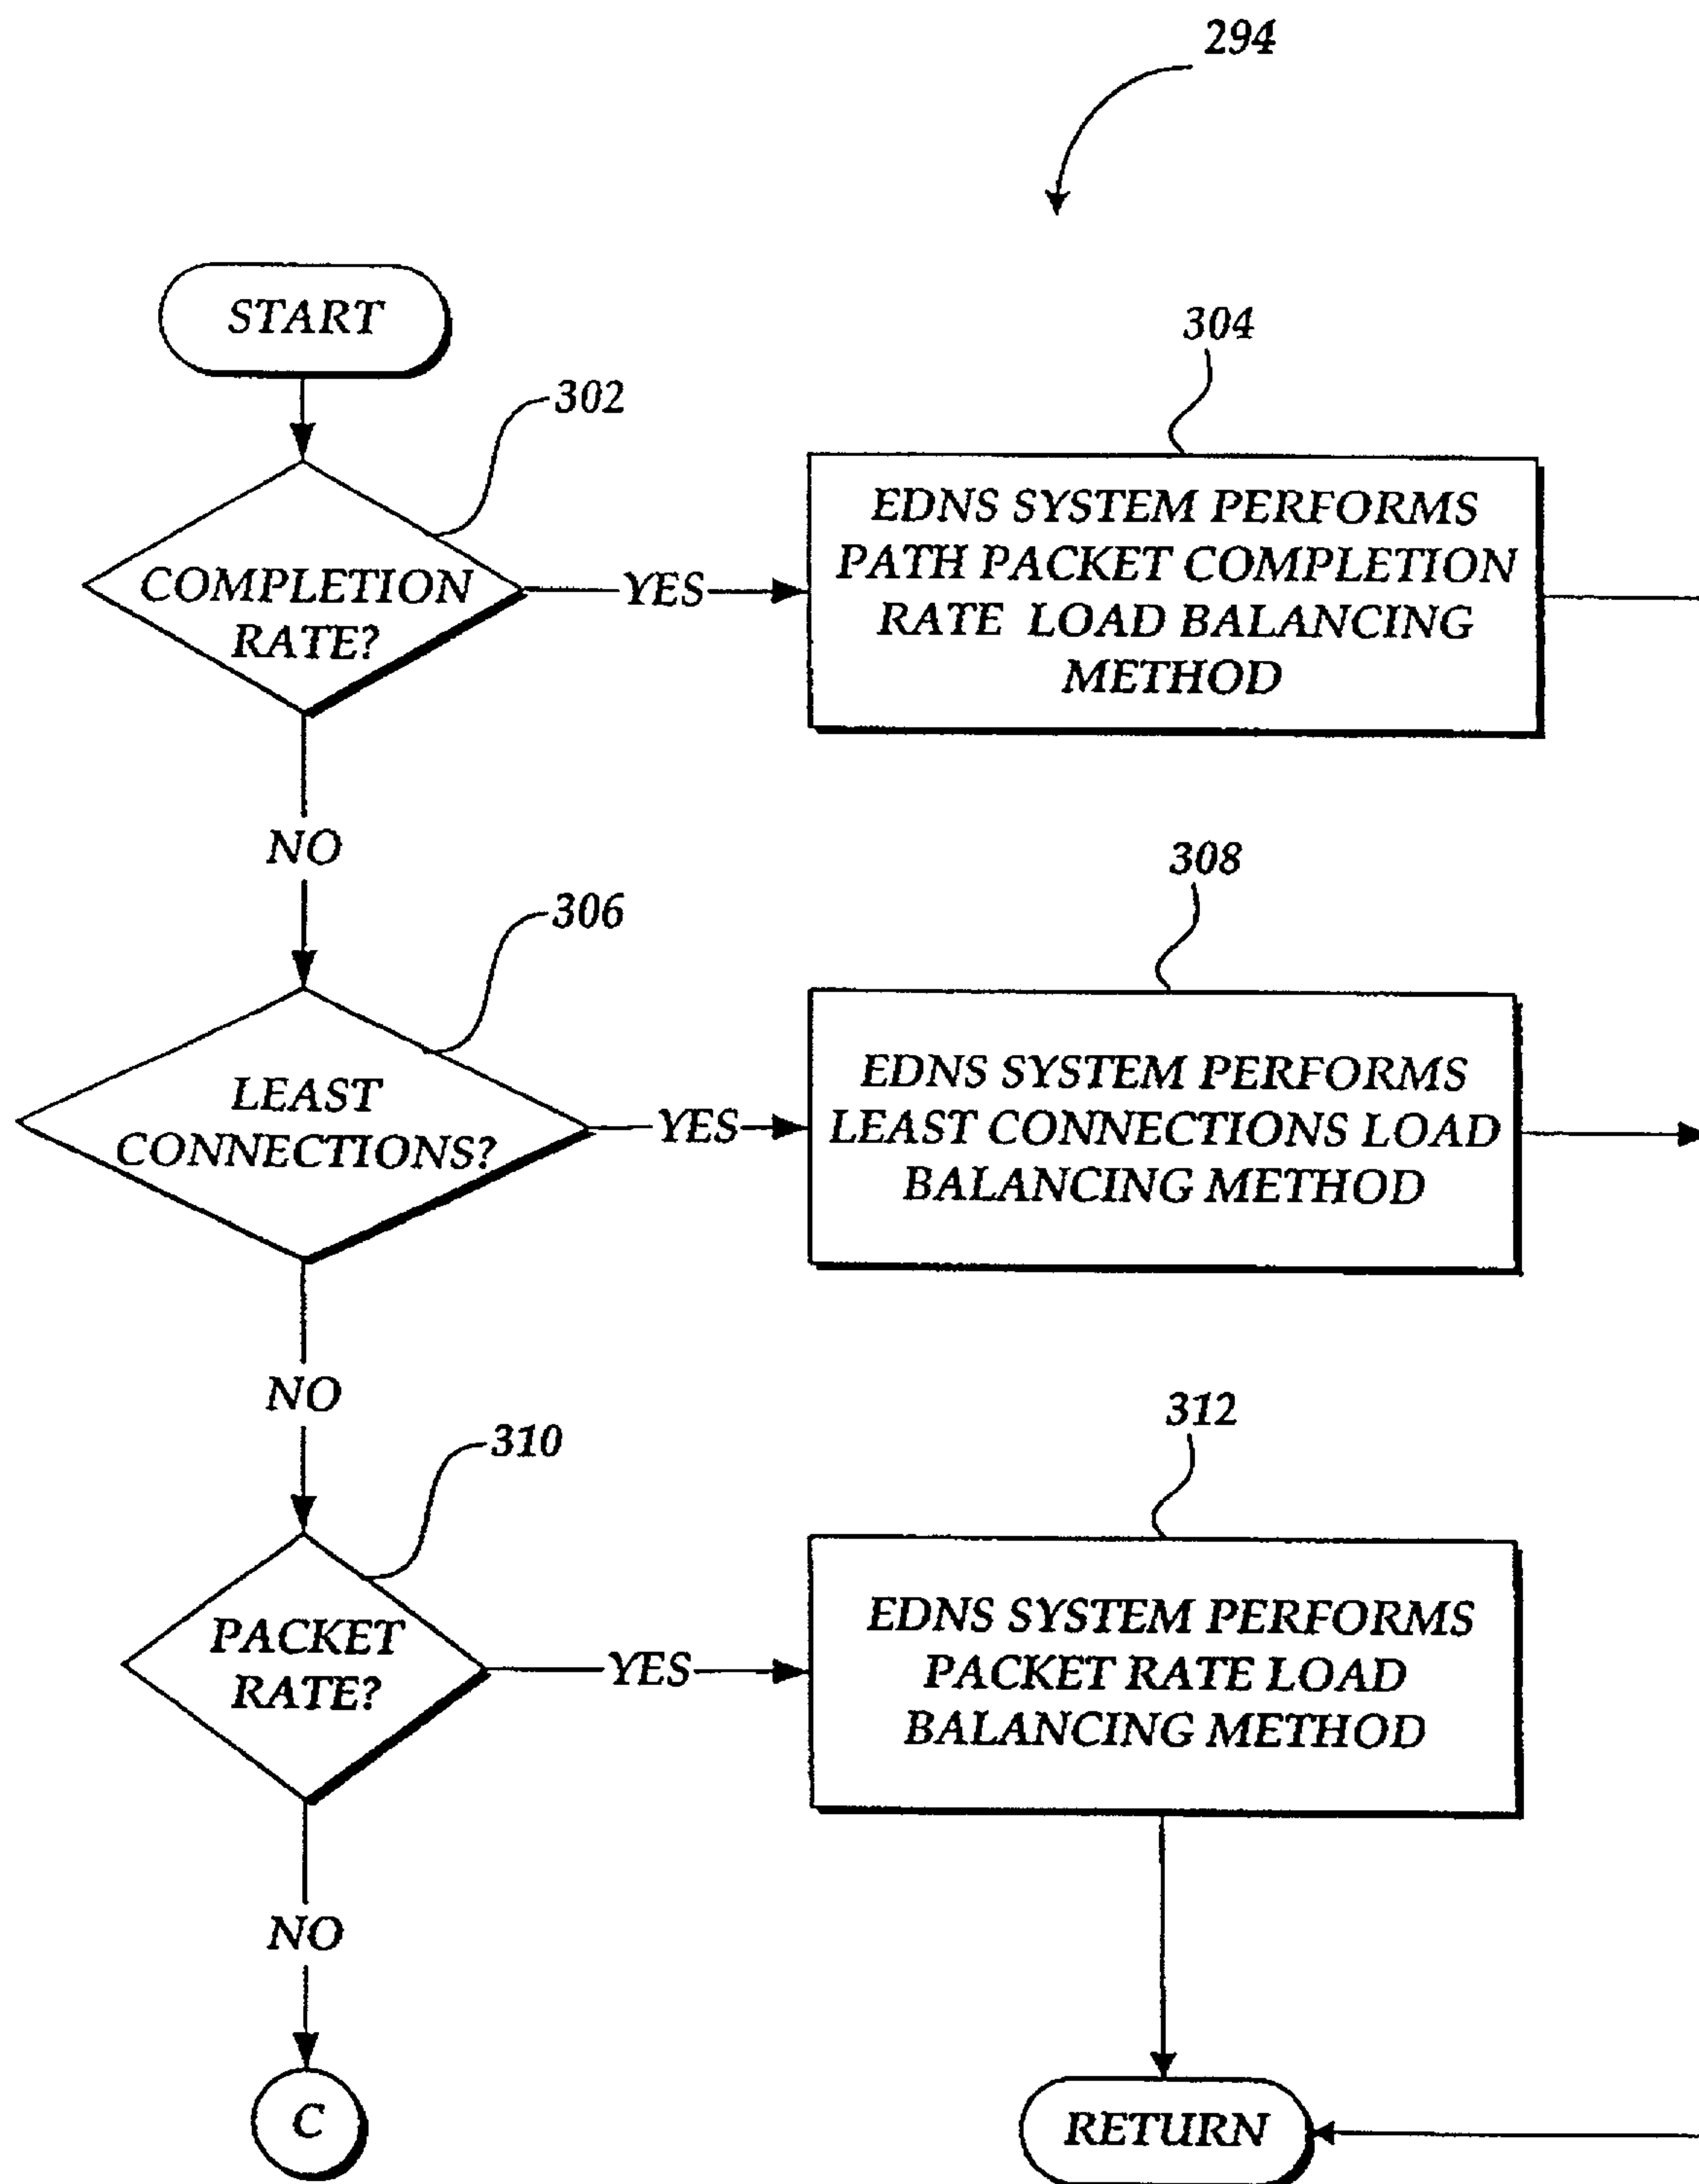 294
START
302
COMPLETION
RATE?
YES
304
EDNS SYSTEM PERFORMS
PATH PACKET COMPLETION
RATE LOAD BALANCING
METHOD
NO
306
LEAST
CONNECTIONS?
YES
308
EDNS SYSTEM PERFORMS
LEAST CONNECTIONS LOAD
BALANCING METHOD
NO
310
PACKET
RATE?
YES
312
EDNS SYSTEM PERFORMS
PACKET RATE LOAD
BALANCING METHOD
NO
C
RETURN